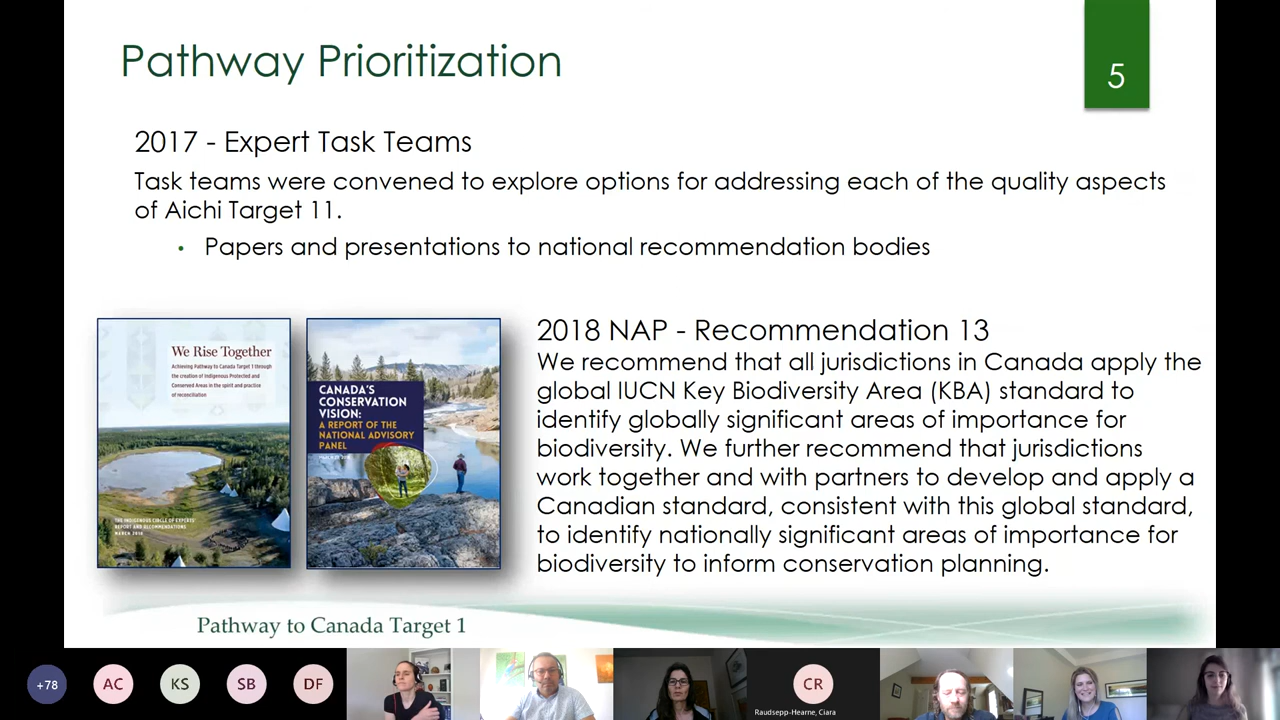 Pathway Prioritization
5
2017 - Expert Task Teams
Task teams were convened to explore options for addressing each of the quality aspects
of Aichi Target 11.
• Papers and presentations to national recommendation bodies
We Rise Together
Achieving Pathway to Canada Target 1 through
the creation of Indigenous Protected and
Conserved Areas in the spirit and practice
of reconciliation
THE INDIGENOUS CIRCLE OF EXPERTS'
REPORT AND RECOMMENDATIONS
MARCH 2018
CANADA'S
CONSERVATION
VISION:
A REPORT OF THE
NATIONAL ADVISORY
PANEL
2018 NAP - Recommendation 13
We recommend that all jurisdictions in Canada apply the
global IUCN Key Biodiversity Area (KBA) standard to
identify globally significant areas of importance for
biodiversity. We further recommend that jurisdictions
work together and with partners to develop and apply a
Canadian standard, consistent with this global standard,
to identify nationally significant areas of importance for
biodiversity to inform conservation planning.
Pathway to Canada Target 1
+78
AC
KS
SB
DF
CR
Raudsepp-Hearne, Ciara